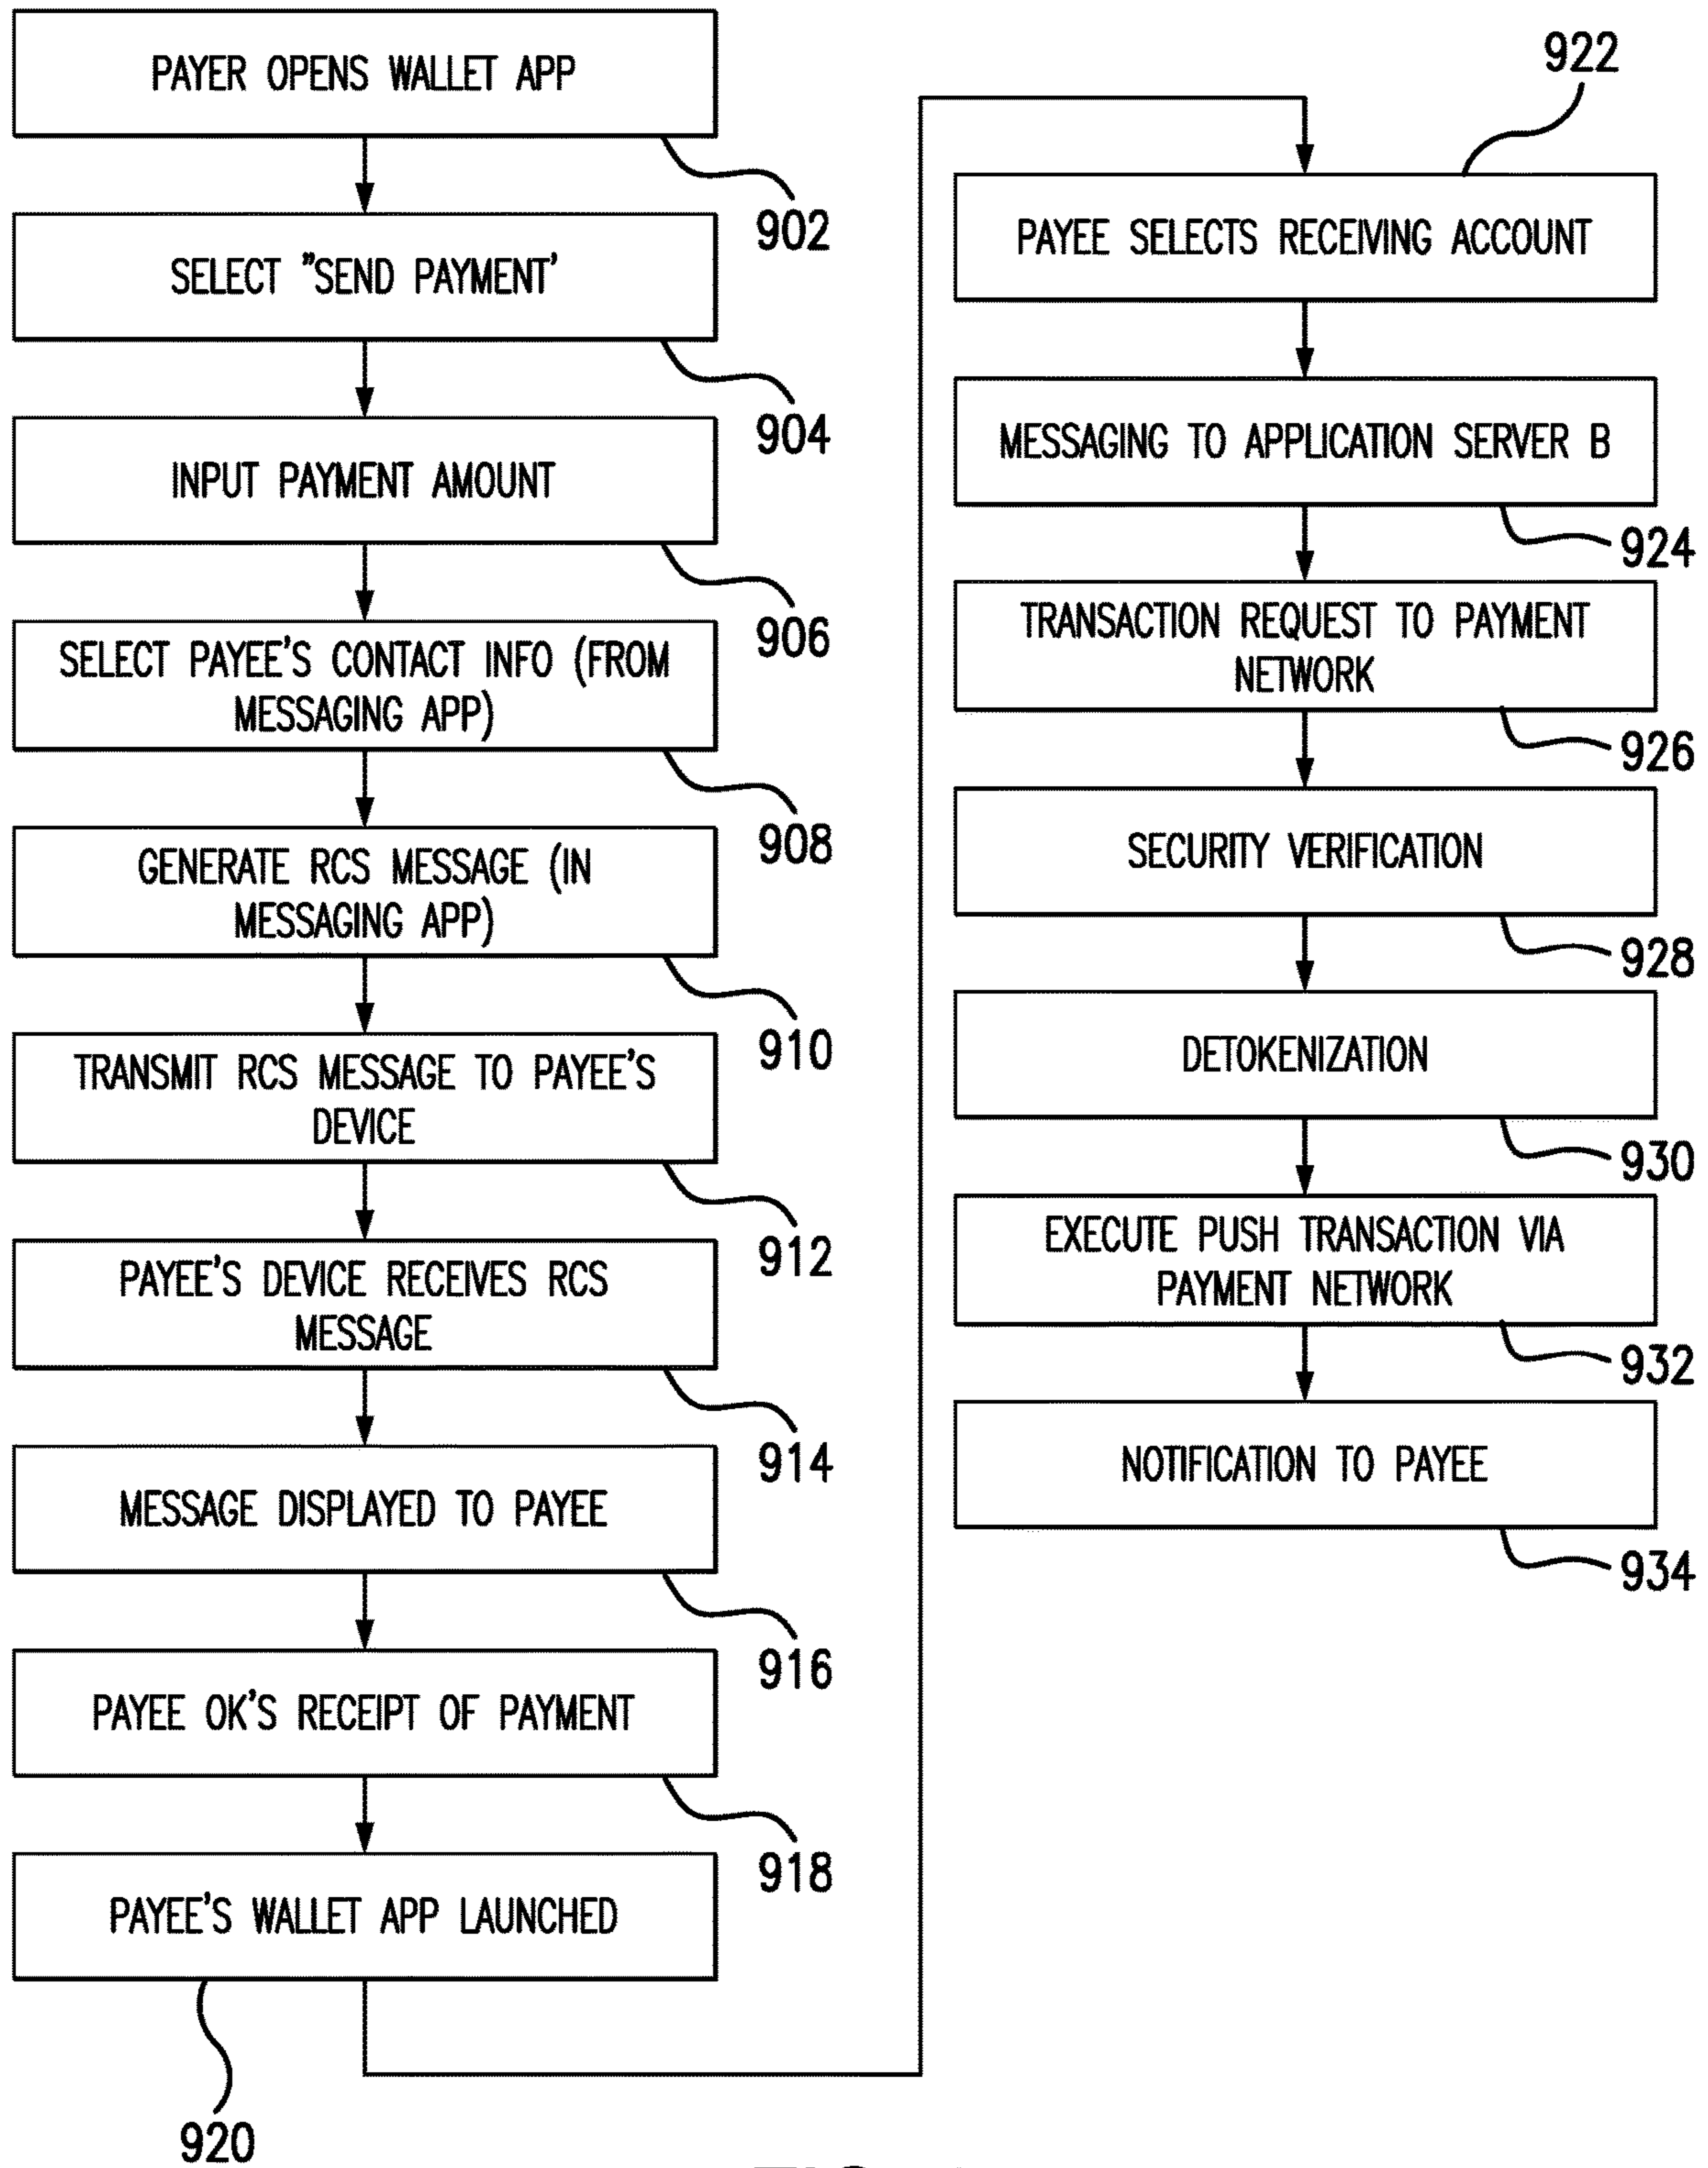 PAYER OPENS WALLET APP
902
SELECT "SEND PAYMENT'
904
INPUT PAYMENT AMOUNT
906
SELECT PAYEE'S CONTACT INFO (FROM
MESSAGING APP)
908
GENERATE RCS MESSAGE (IN
MESSAGING APP)
910
TRANSMIT RCS MESSAGE TO PAYEE'S
DEVICE
912
PAYEE'S DEVICE RECEIVES RCS
MESSAGE
914
MESSAGE DISPLAYED TO PAYEE
916
PAYEE OK'S RECEIPT OF PAYMENT
918
PAYEE'S WALLET APP LAUNCHED
920
922
PAYEE SELECTS RECEIVING ACCOUNT
MESSAGING TO APPLICATION SERVER B
924
TRANSACTION REQUEST TO PAYMENT
NETWORK
926
SECURITY VERIFICATION
928
DETOKENIZATION
930
EXECUTE PUSH TRANSACTION VIA
PAYMENT NETWORK
932
NOTIFICATION TO PAYEE
934